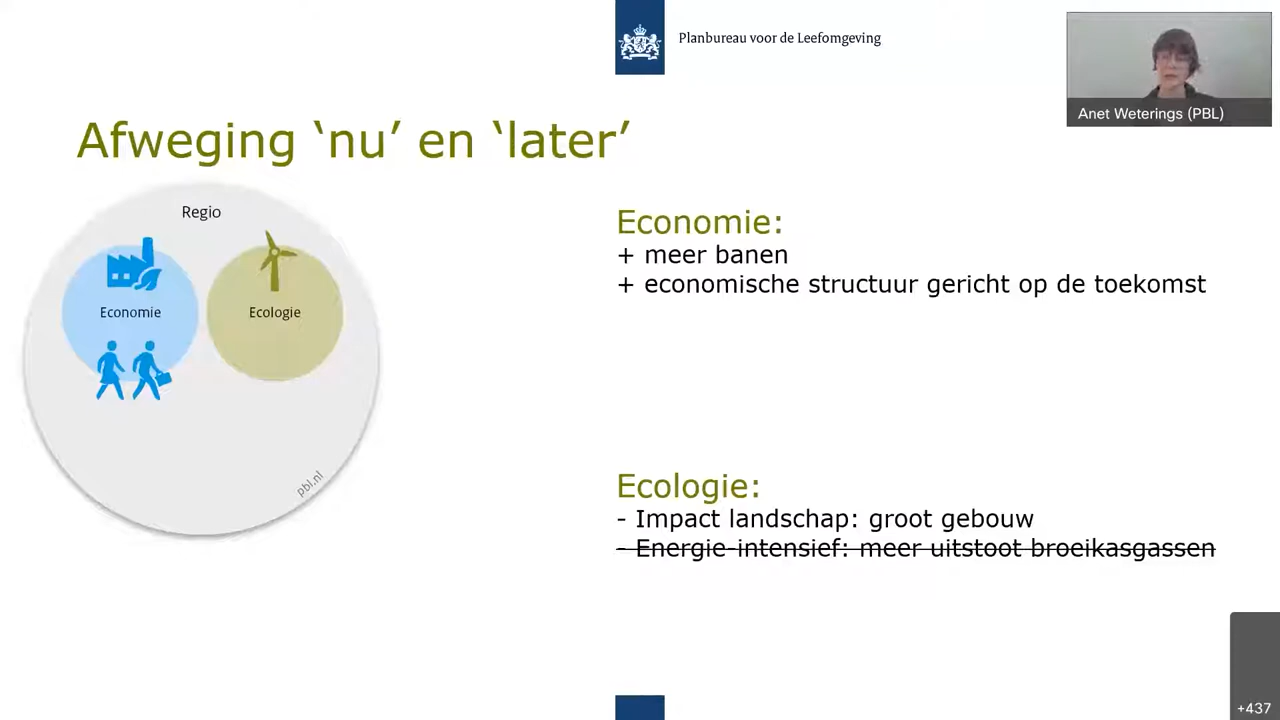 Planbureau voor de Leefomgeving
Anet Weterings (PBL)
Afweging ‘nu’ en ‘later’
Regio
Economie
Ecologie
pbl.nl
Economie:
+ meer banen
+ economische structuur gericht op de toekomst
Ecologie:
- Impact landschap: groot gebouw
- Energie-intensief: meer uitstoot broeikasgassen
+437